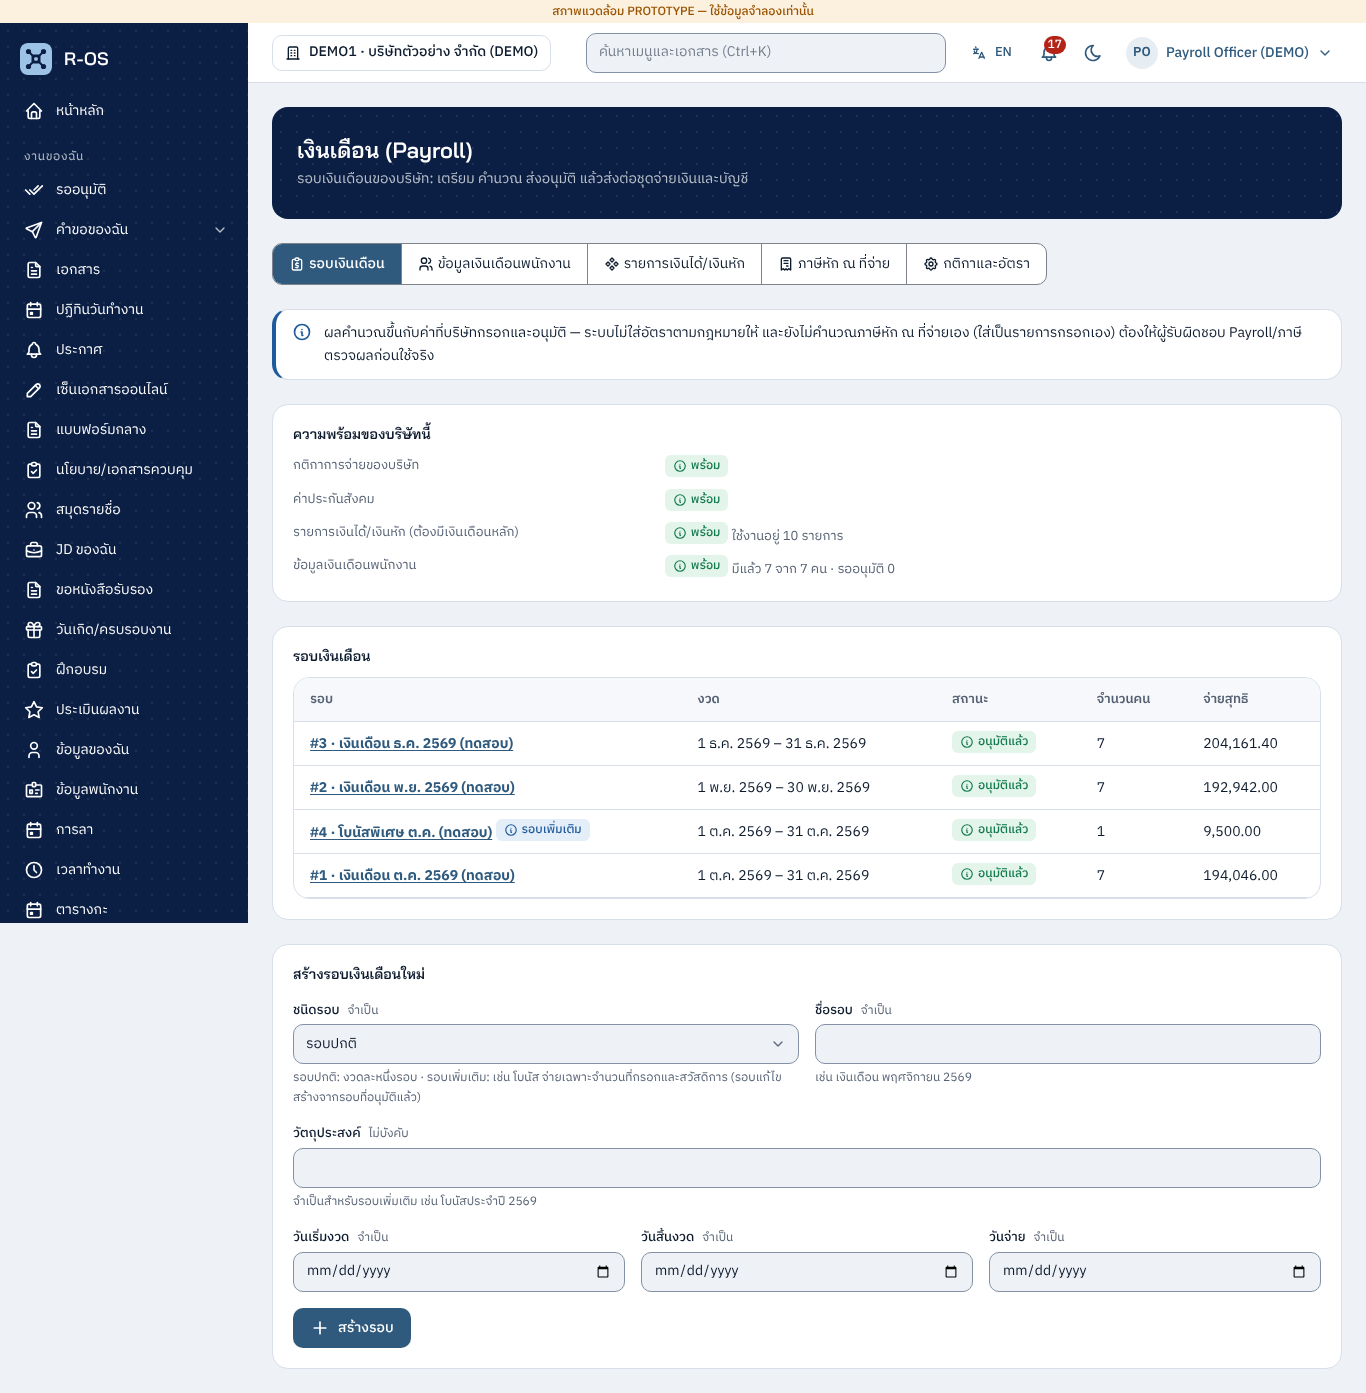 สภาพแวดล้อม PROTOTYPE — ใช้ข้อมูลจำลองเท่านั้น
R-OS
DEMO1 · บริษัทตัวอย่าง จำกัด (DEMO)
ค้นหาเมนูและเอกสาร (Ctrl+K)
EN
17
PO
Payroll Officer (DEMO)
หน้าหลัก
งานของฉัน
รออนุมัติ
คำขอของฉัน
เอกสาร
ปฏิทินวันทำงาน
ประกาศ
เซ็นเอกสารออนไลน์
แบบฟอร์มกลาง
นโยบาย/เอกสารควบคุม
สมุดรายชื่อ
JD ของฉัน
ขอหนังสือรับรอง
วันเกิด/ครบรอบงาน
ฝึกอบรม
ประเมินผลงาน
ข้อมูลของฉัน
ข้อมูลพนักงาน
การลา
เวลาทำงาน
ตารางกะ
เงินเดือน (Payroll)
รอบเงินเดือนของบริษัท: เตรียม คำนวณ ส่งอนุมัติ แล้วส่งต่อชุดจ่ายเงินและบัญชี
รอบเงินเดือน
ข้อมูลเงินเดือนพนักงาน
รายการเงินได้/เงินหัก
ภาษีหัก ณ ที่จ่าย
กติกาและอัตรา
ผลคำนวณขึ้นกับค่าที่บริษัทกรอกและอนุมัติ — ระบบไม่ใส่อัตราตามกฎหมายให้ และยังไม่คำนวณภาษีหัก ณ ที่จ่ายเอง (ใส่เป็นรายการกรอกเอง) ต้องให้ผู้รับผิดชอบ Payroll/ภาษี
ตรวจผลก่อนใช้จริง
ความพร้อมของบริษัทนี้
กติกาการจ่ายของบริษัท พร้อม
ค่าประกันสังคม พร้อม
รายการเงินได้/เงินหัก (ต้องมีเงินเดือนหลัก) พร้อม ใช้งานอยู่ 10 รายการ
ข้อมูลเงินเดือนพนักงาน พร้อม มีแล้ว 7 จาก 7 คน · รออนุมัติ 0
รอบเงินเดือน
รอบ งวด สถานะ จำนวนคน จ่ายสุทธิ
#3 · เงินเดือน ธ.ค. 2569 (ทดสอบ) 1 ธ.ค. 2569 – 31 ธ.ค. 2569 อนุมัติแล้ว 7 204,161.40
#2 · เงินเดือน พ.ย. 2569 (ทดสอบ) 1 พ.ย. 2569 – 30 พ.ย. 2569 อนุมัติแล้ว 7 192,942.00
#4 · โบนัสพิเศษ ต.ค. (ทดสอบ) รอบเพิ่มเติม 1 ต.ค. 2569 – 31 ต.ค. 2569 อนุมัติแล้ว 1 9,500.00
#1 · เงินเดือน ต.ค. 2569 (ทดสอบ) 1 ต.ค. 2569 – 31 ต.ค. 2569 อนุมัติแล้ว 7 194,046.00
สร้างรอบเงินเดือนใหม่
ชนิดรอบ จำเป็น
รอบปกติ
รอบปกติ: งวดละหนึ่งรอบ · รอบเพิ่มเติม: เช่น โบนัส จ่ายเฉพาะจำนวนที่กรอกและสวัสดิการ (รอบแก้ไข
สร้างจากรอบที่อนุมัติแล้ว)
ชื่อรอบ จำเป็น
เช่น เงินเดือน พฤศจิกายน 2569
วัตถุประสงค์ ไม่บังคับ
จำเป็นสำหรับรอบเพิ่มเติม เช่น โบนัสประจำปี 2569
วันเริ่มงวด จำเป็น
mm/dd/yyyy
วันสิ้นงวด จำเป็น
mm/dd/yyyy
วันจ่าย จำเป็น
mm/dd/yyyy
สร้างรอบ